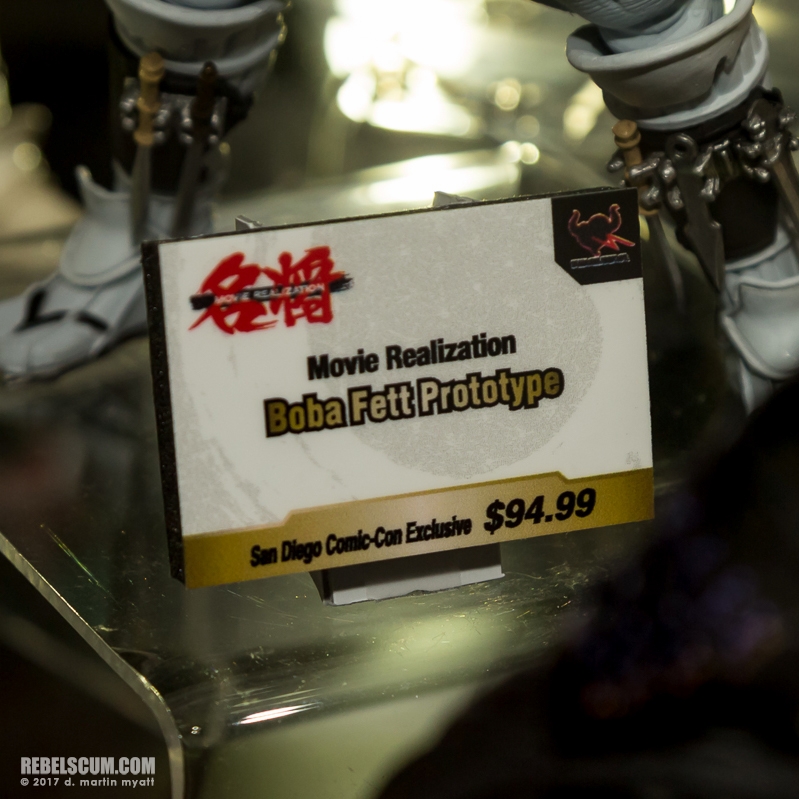 名将
MOVIE REALIZATION
Movie Realization
Boba Fett Prototype
San Diego Comic-Con Exclusive $94.99
REBELSCUM.COM
© 2017 d. martin myatt